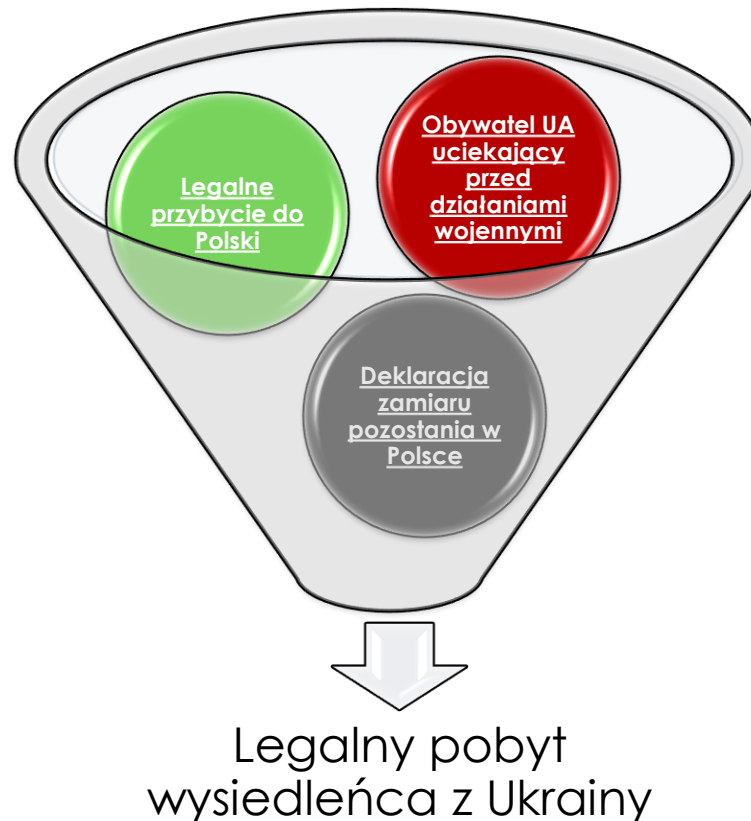 Obywatel UA
uciekający
przed
działaniami
wojennymi
Legalne
przybycie do
Polski
Deklaracja
zamiaru
pozostania w
Polsce
Legalny pobyt
wysiedleńca z Ukrainy